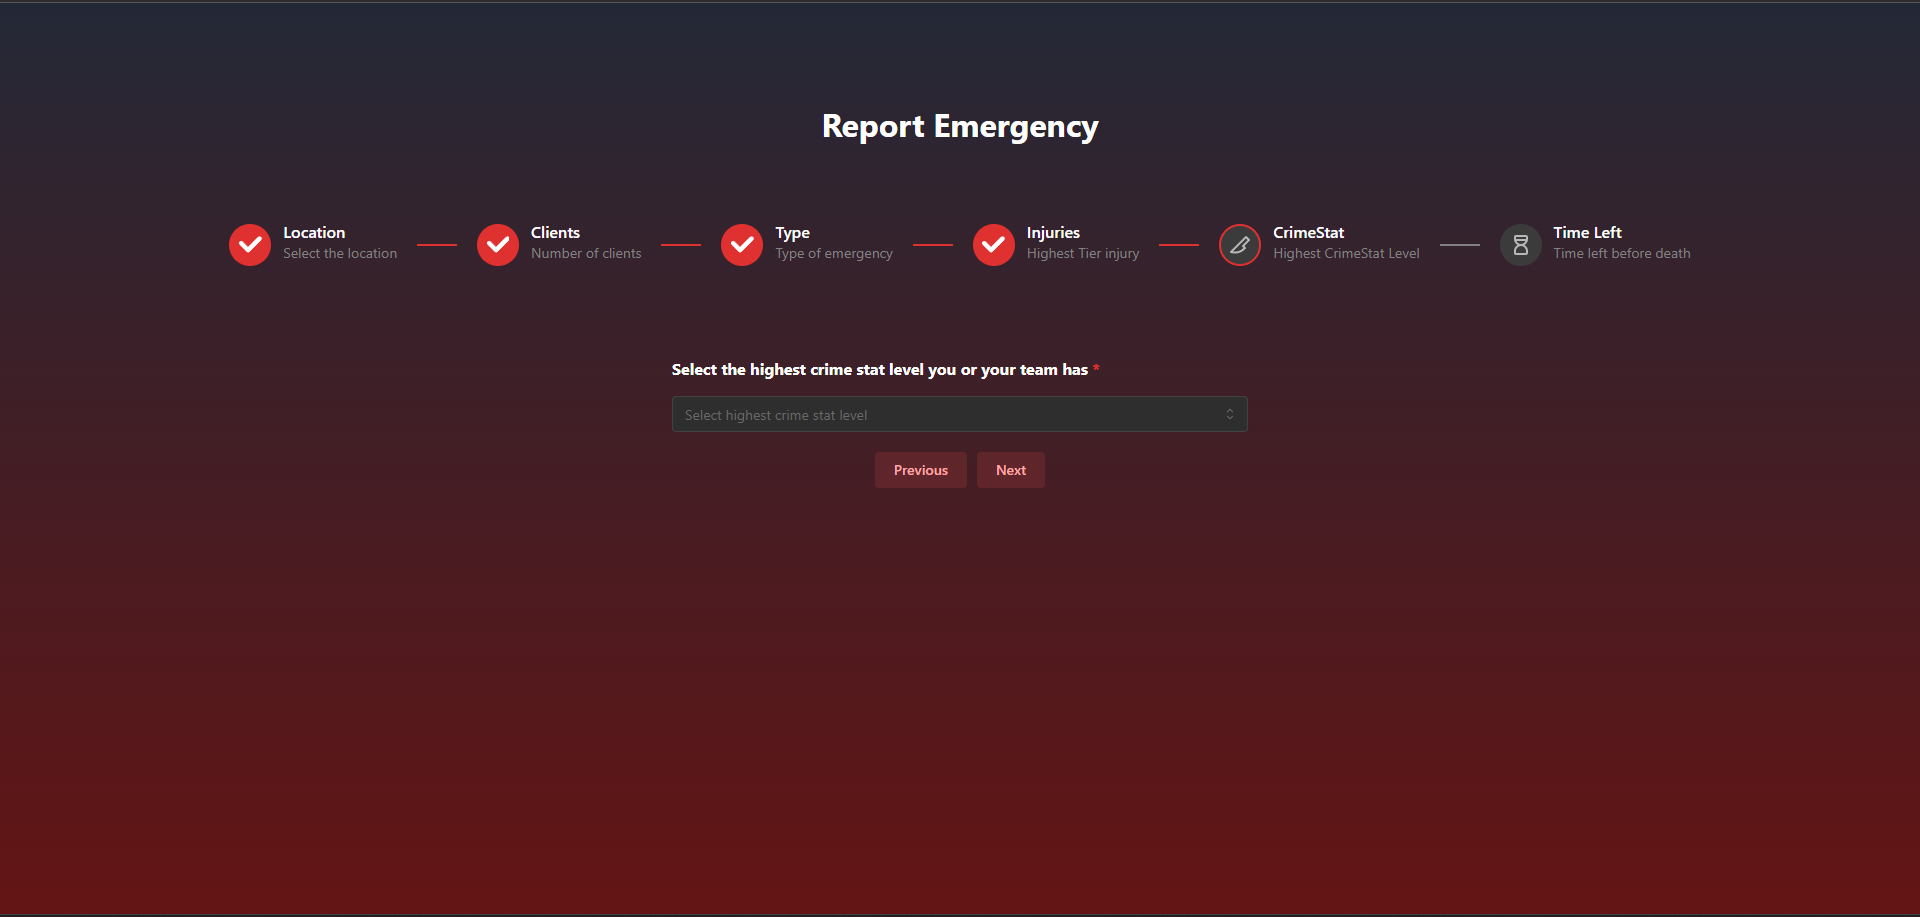 Report Emergency
Location
Select the location
Clients
Number of clients
Type
Type of emergency
Injuries
Highest Tier injury
CrimeStat
Highest CrimeStat Level
Time Left
Time left before death
Select the highest crime stat level you or your team has *
Select highest crime stat level
Previous
Next